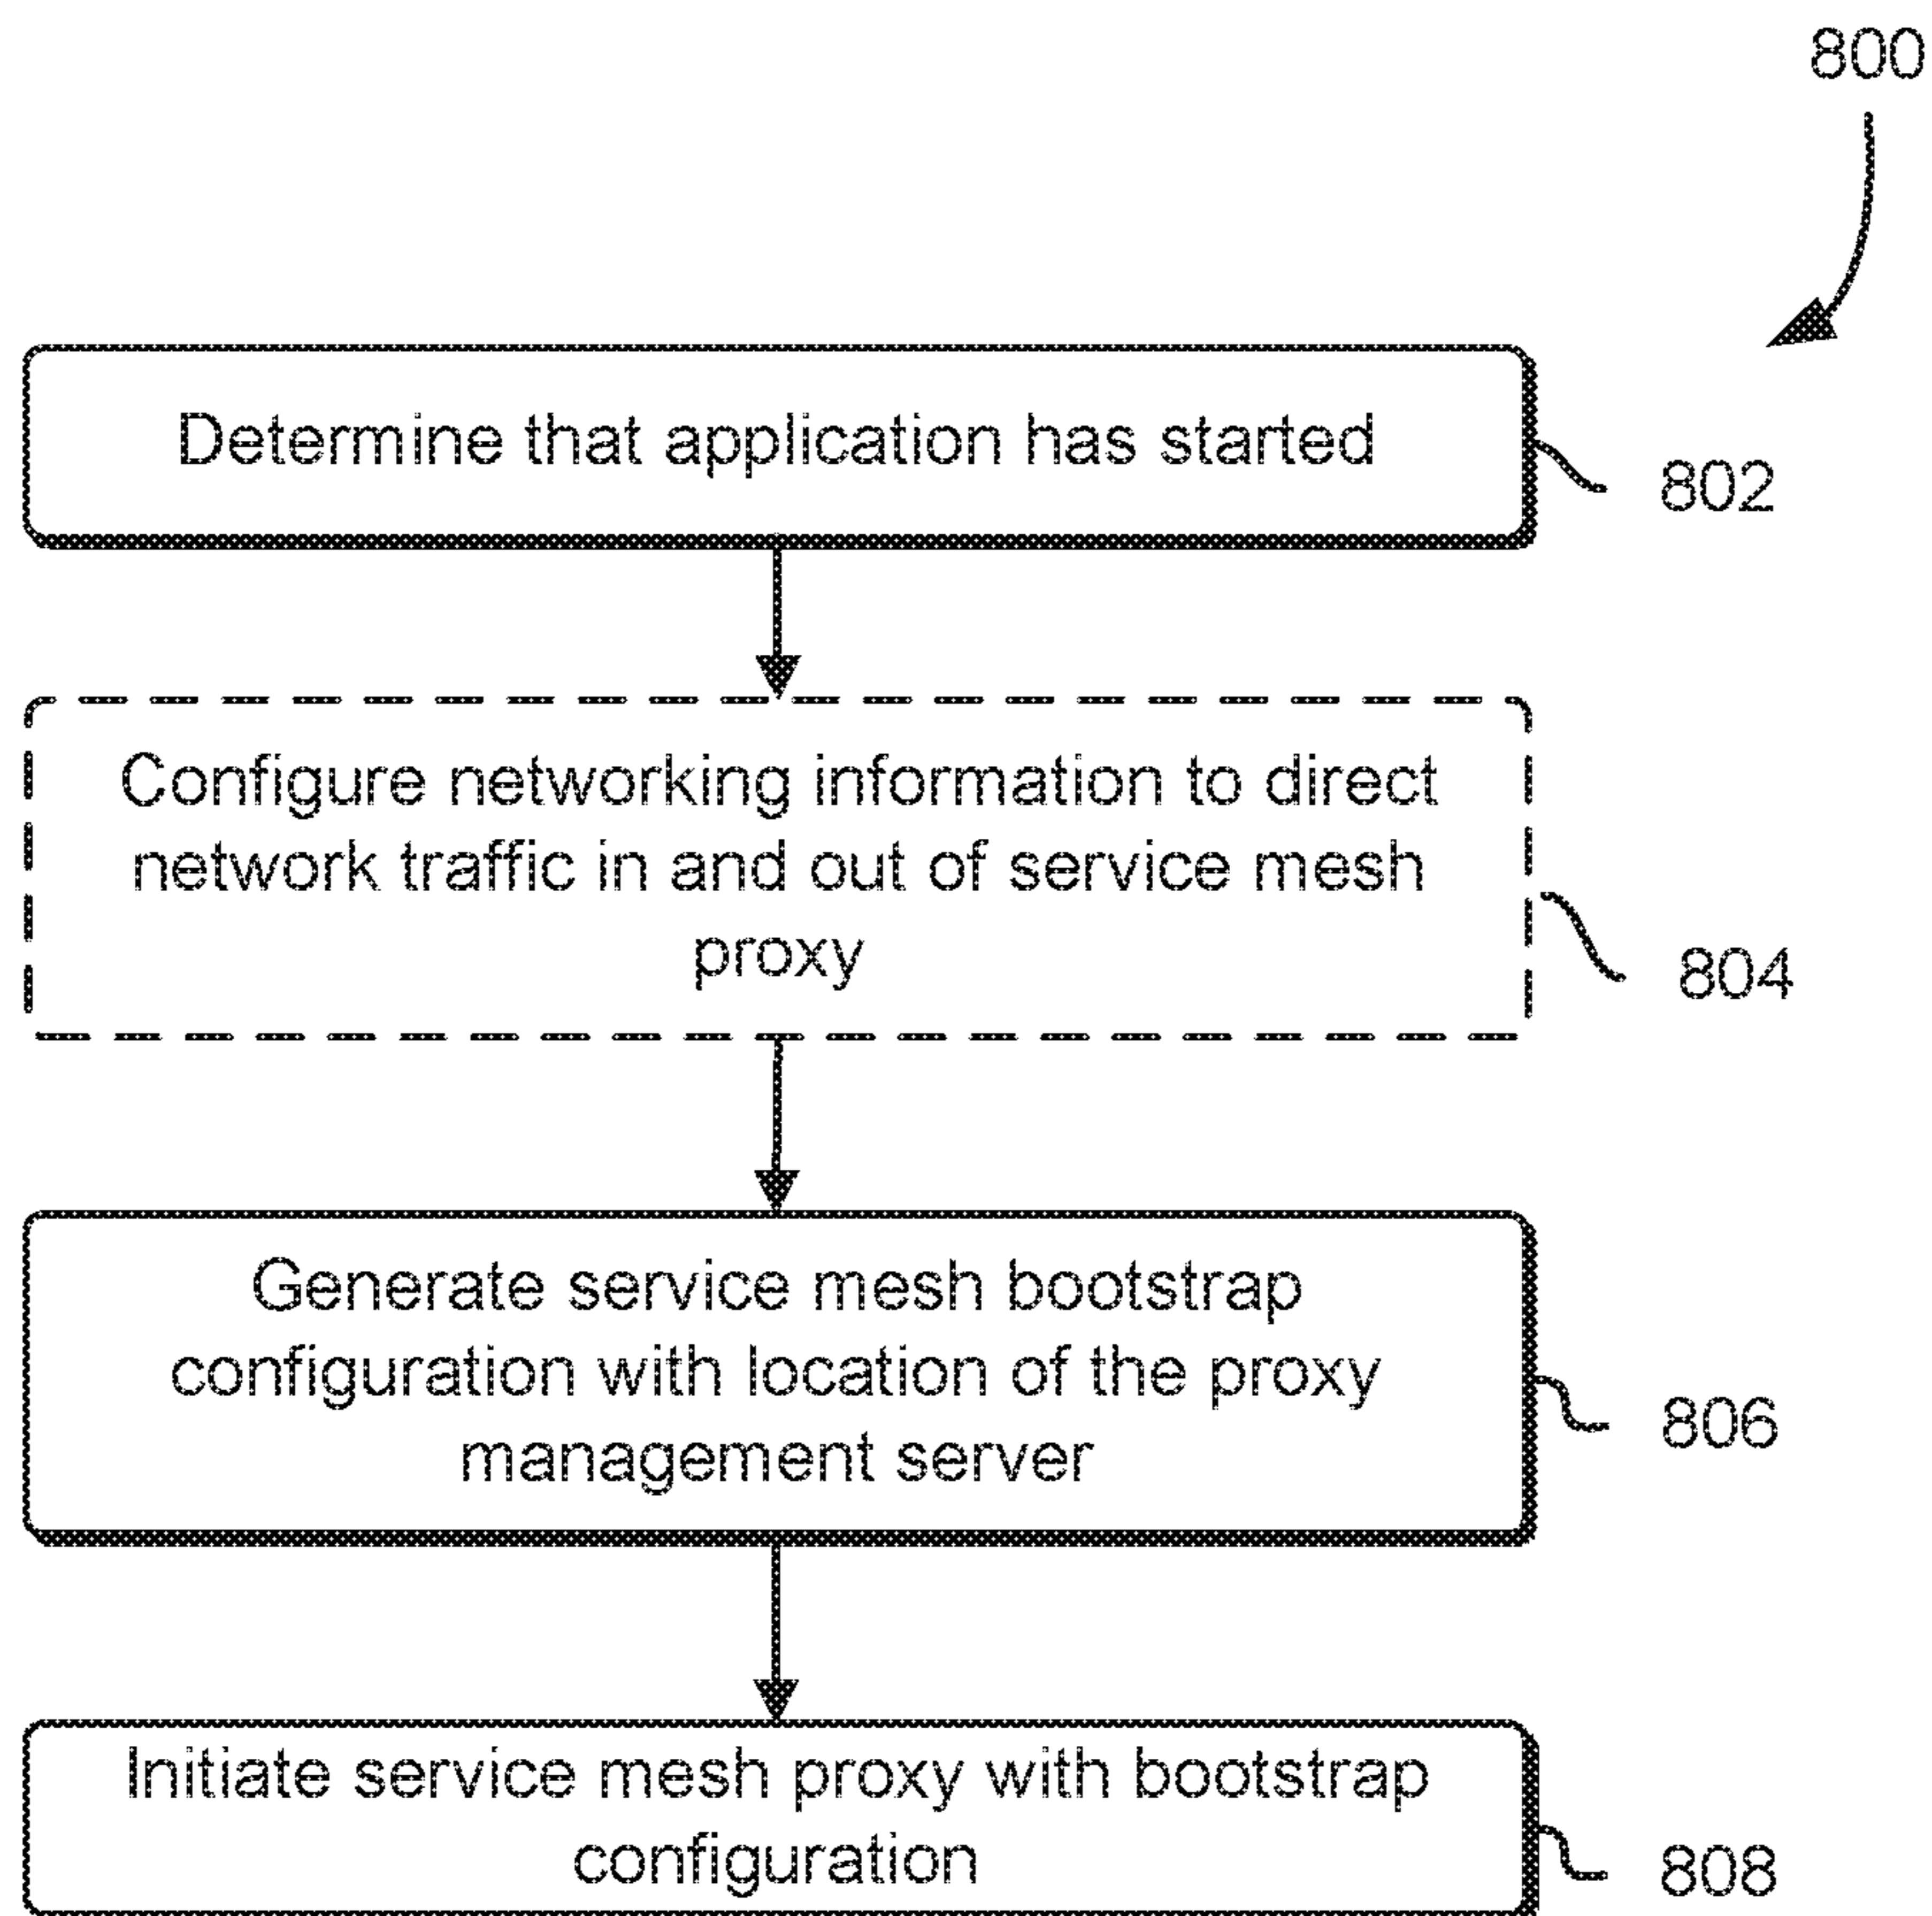 800
Determine that application has started
802
Configure networking information to direct
network traffic in and out of service mesh
proxy
804
Generate service mesh bootstrap
configuration with location of the proxy
management server
806
Initiate service mesh proxy with bootstrap
configuration
808